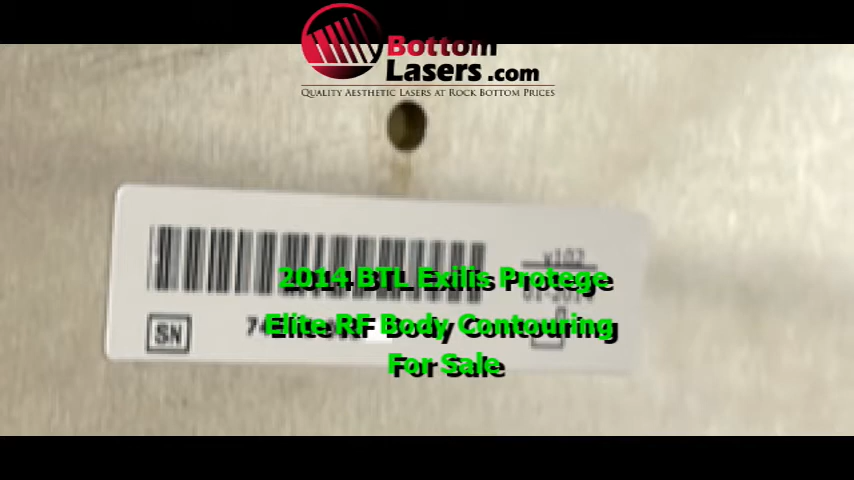 Bottom
Lasers.com
QUALITY AESTHETIC LASERS AT ROCK BOTTOM PRICES
v102
2014 BTL Exilis Protege
SN
Elite RF Body Contouring
For Sale